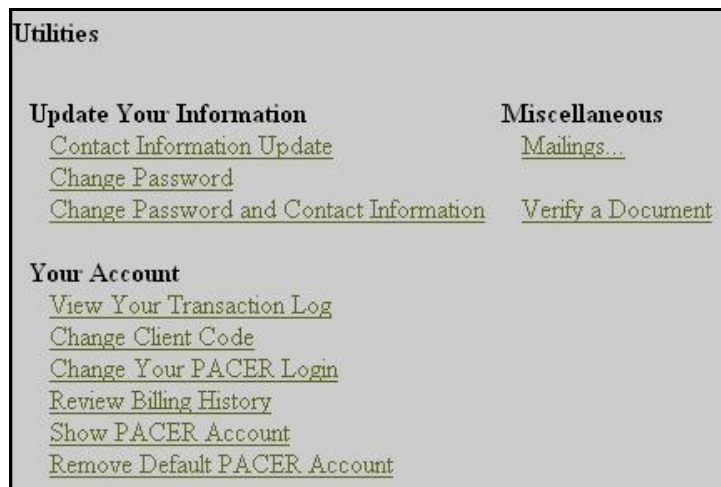 Utilities
Update Your Information
Contact Information Update
Change Password
Change Password and Contact Information
Miscellaneous
Mailings...
Verify a Document
Your Account
View Your Transaction Log
Change Client Code
Change Your PACER Login
Review Billing History
Show PACER Account
Remove Default PACER Account